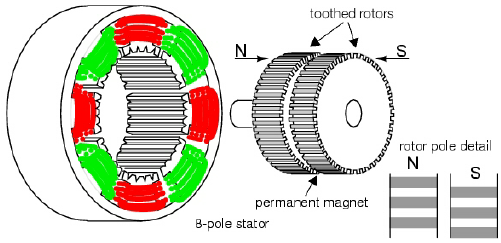 toothed rotors
N
S
rotor pole detail
N
S
permanent magnet
8-pole stator